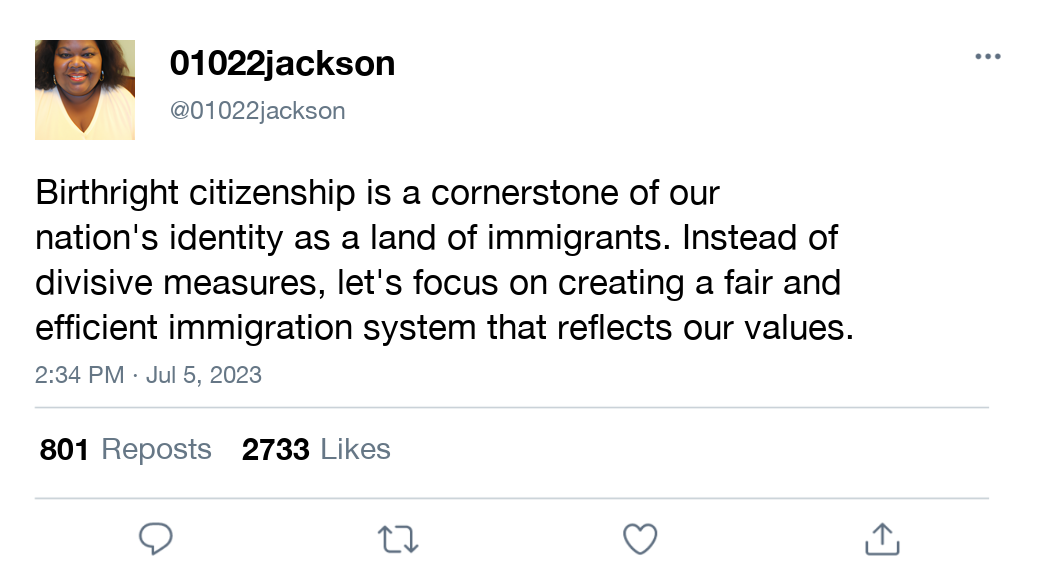 01022jackson
@01022jackson
Birthright citizenship is a cornerstone of our
nation's identity as a land of immigrants. Instead of
divisive measures, let's focus on creating a fair and
efficient immigration system that reflects our values.
2:34 PM · Jul 5, 2023
801 Reposts 2733 Likes